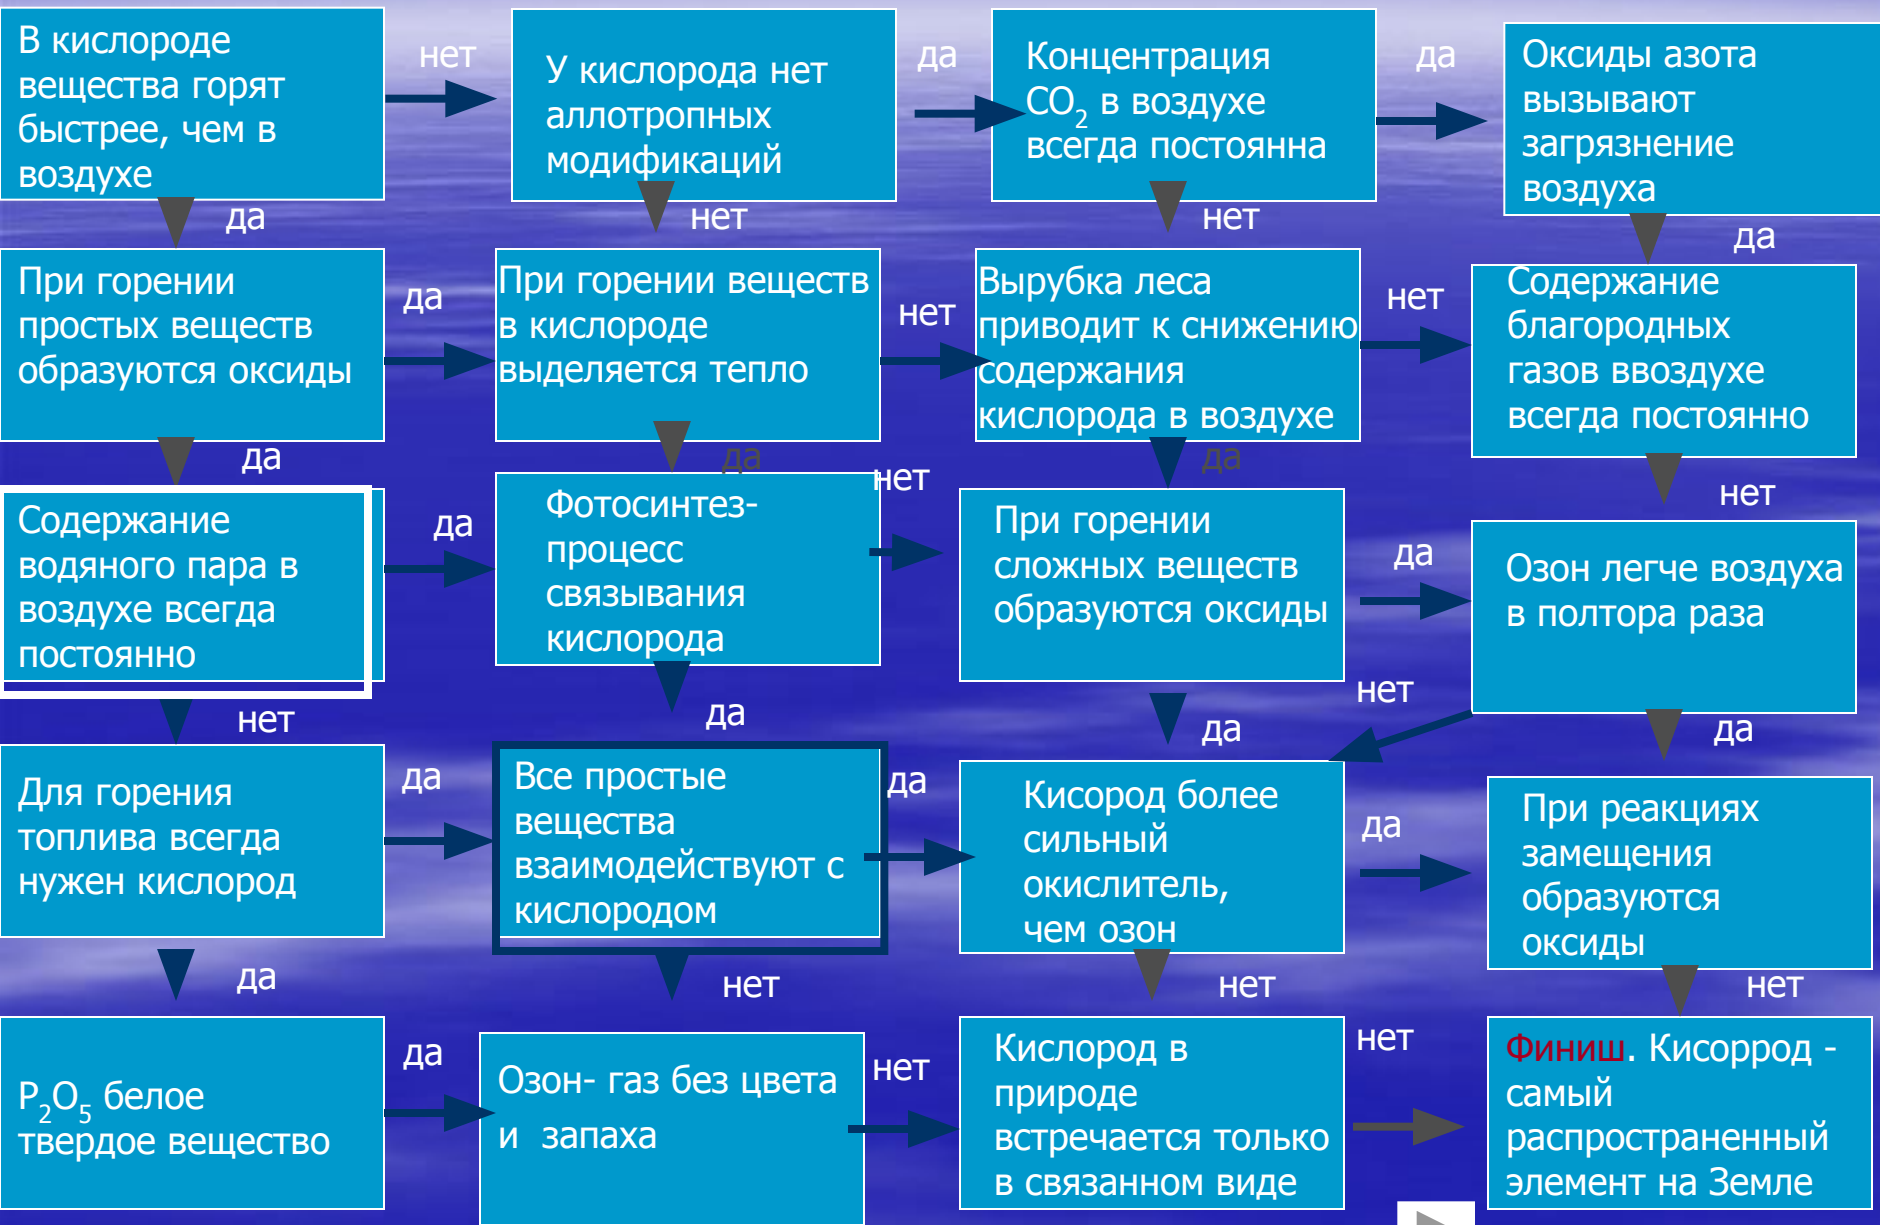 В кислороде
вещества горят
быстрее, чем в
воздухе
нет
У кислорода нет
аллотропных
модификаций
да
Концентрация
CO2 в воздухе
всегда постоянна
да
Оксиды азота
вызывают
загрязнение
воздуха
да
нет
нет
да
При горении
простых веществ
образуются оксиды
да
При горении веществ
в кислороде
выделяется тепло
нет
Вырубка леса
приводит к снижению
содержания
кислорода в воздухе
нет
Содержание
благородных
газов ввоздухе
всегда постоянно
да
да
да
нет
Содержание
водяного пара в
воздухе всегда
постоянно
да
Фотосинтез-
процесс
связывания
кислорода
нет
При горении
сложных веществ
образуются оксиды
да
Озон легче воздуха
в полтора раза
нет
нет
да
да
да
Для горения
топлива всегда
нужен кислород
да
Все простые
вещества
взаимодействуют с
кислородом
да
Кисород более
сильный
окислитель,
чем озон
да
При реакциях
замещения
образуются
оксиды
да
нет
нет
нет
P2O5 белое
твердое вещество
да
Озон- газ без цвета
и запаха
нет
Кислород в
природе
встречается только
в связанном виде
нет
Финиш. Кисоррод -
самый
распространенный
элемент на Земле